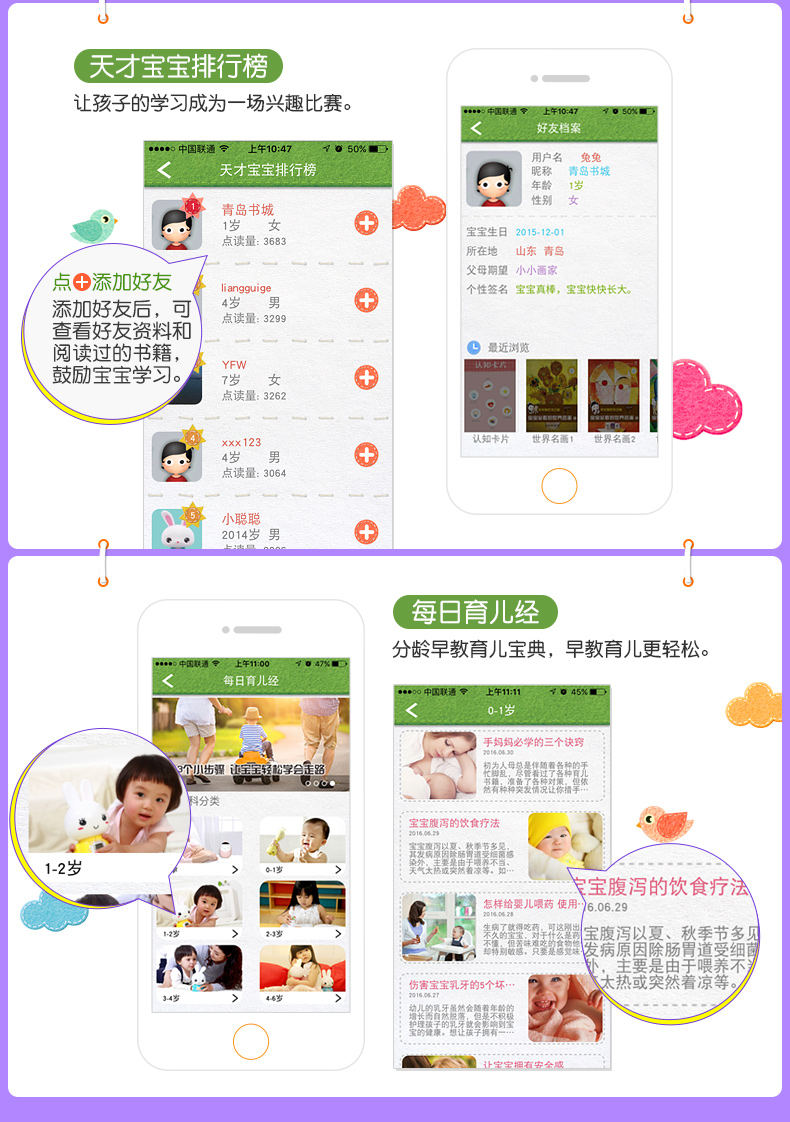 天才宝宝排行榜
让孩子的学习成为一场兴趣比赛。
中国联通 上午10:47 50%
天才宝宝排行榜
1
青岛书城
1岁 女
点读量: 3683
liangguige
4岁 男
点读量: 3299
YFW
7岁 女
点读量: 3262
4
xxx123
4岁 男
点读量: 3064
5
小聪聪
2014岁 男
点添加好友
添加好友后，可
查看好友资料和
阅读过的书籍，
鼓励宝宝学习。
中国联通 上午10:47 50%
好友档案
用户名 兔兔
昵称 青岛书城
年龄 1岁
性别 女
宝宝生日 2015-12-01
所在地 山东 青岛
父母期望 小小画家
个性签名 宝宝真棒，宝宝快快长大。
最近浏览
认知卡片
认知卡片 世界名画1 世界名画2
每日育儿经
分龄早教育儿宝典，早教育儿更轻松。
中国联通 上午11:00 47%
每日育儿经
3个小步骤 让宝宝轻松学会走路
科分类
0-1岁
1-2岁 2-3岁
3-4岁 4-6岁
1-2岁
中国联通 上午11:11 45%
0-1岁
手妈妈必学的三个诀窍
2016.06.30
初为人母总是伴随着各种的手
忙脚乱，尽管看过了各种育儿
书籍，准备了各种对策，但依
然有种种突发情况让你措手…
宝宝腹泻的饮食疗法
2016.06.29
宝宝腹泻以夏、秋季节多见，
其发病原因除肠胃道受细菌感
染外，主要是由于喂养不当、
天气太热或突然着凉等。如…
怎样给婴儿喂药 使用…
2016.06.28
生病了就得吃药，可这刚出
不久的宝宝，对于什么是药
不懂，但苦味难吃的食物他
却特别敏感。只要是感觉味
伤害宝宝乳牙的5个坏…
2016.06.27
幼儿的乳牙虽然会随着年龄的
增长而自然脱落，但是不积极
护理孩子的乳牙就会影响到宝
宝的健康。想让孩子拥有一…
让宝宝拥有安全感
宝宝腹泻的饮食疗法
6.06.29
宝腹泻以夏、秋季节多见
发病原因除肠胃道受细菌
外，主要是由于喂养不
太热或突然着凉等。